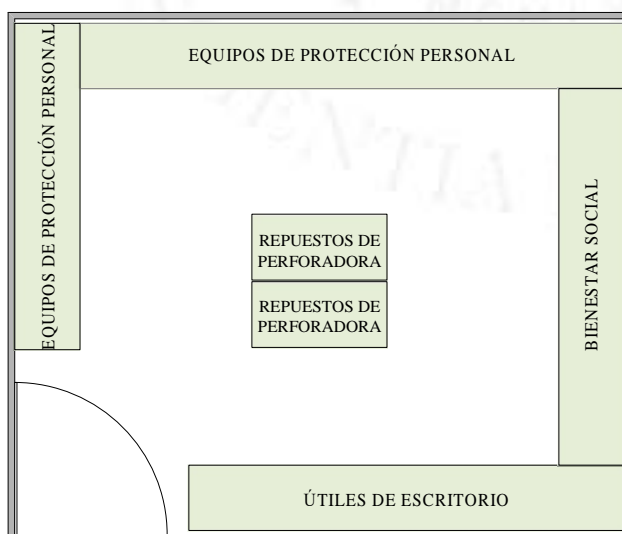 EQUIPOS DE PROTECCIÓN PERSONAL
EQUIPOS DE PROTECCIÓN PERSONAL
REPUESTOS DE
PERFORADORA
REPUESTOS DE
PERFORADORA
BIENESTAR SOCIAL
ÚTILES DE ESCRITORIO